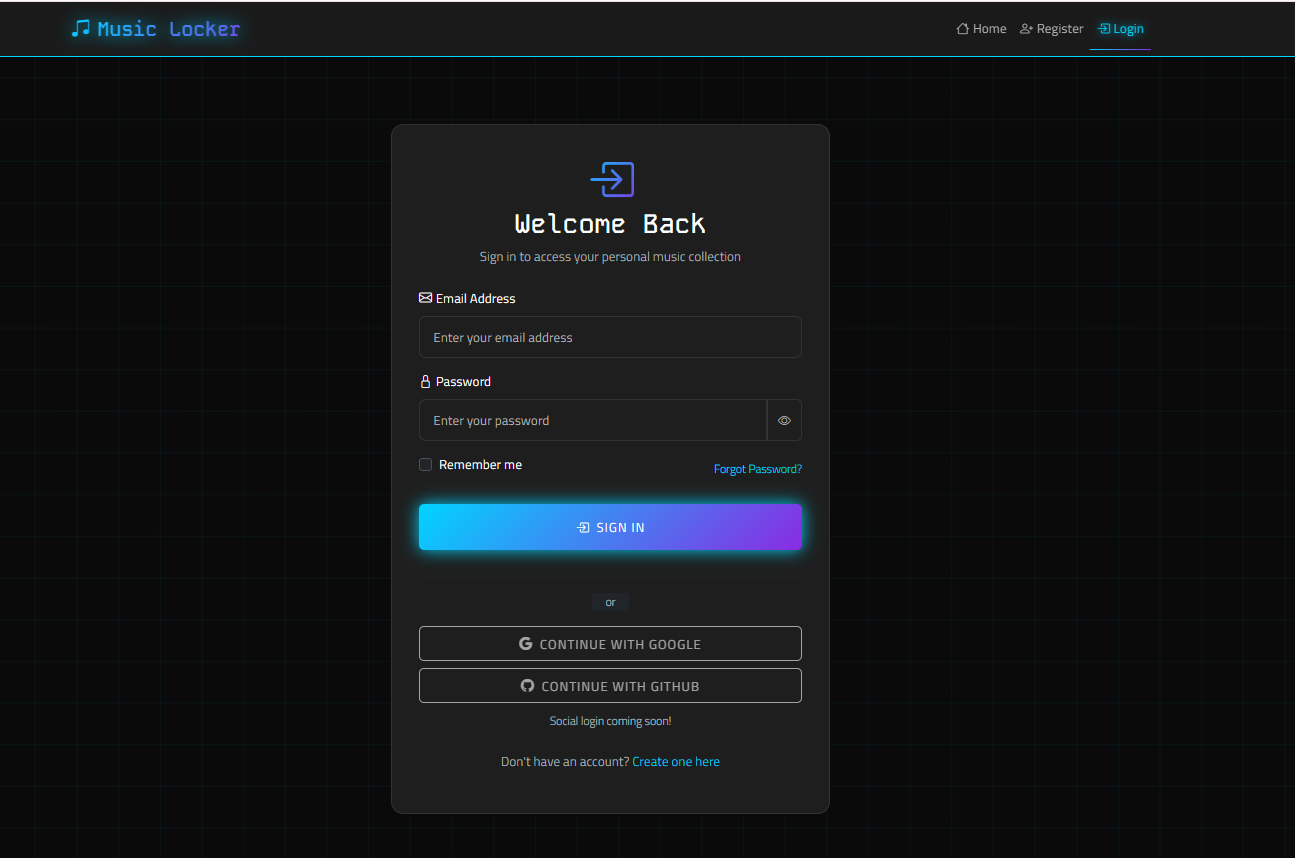 Music Locker
Home Register Login
Welcome Back
Sign in to access your personal music collection
Email Address
Enter your email address
Password
Enter your password
Remember me
Forgot Password?
SIGN IN
or
CONTINUE WITH GOOGLE
CONTINUE WITH GITHUB
Social login coming soon!
Don't have an account? Create one here